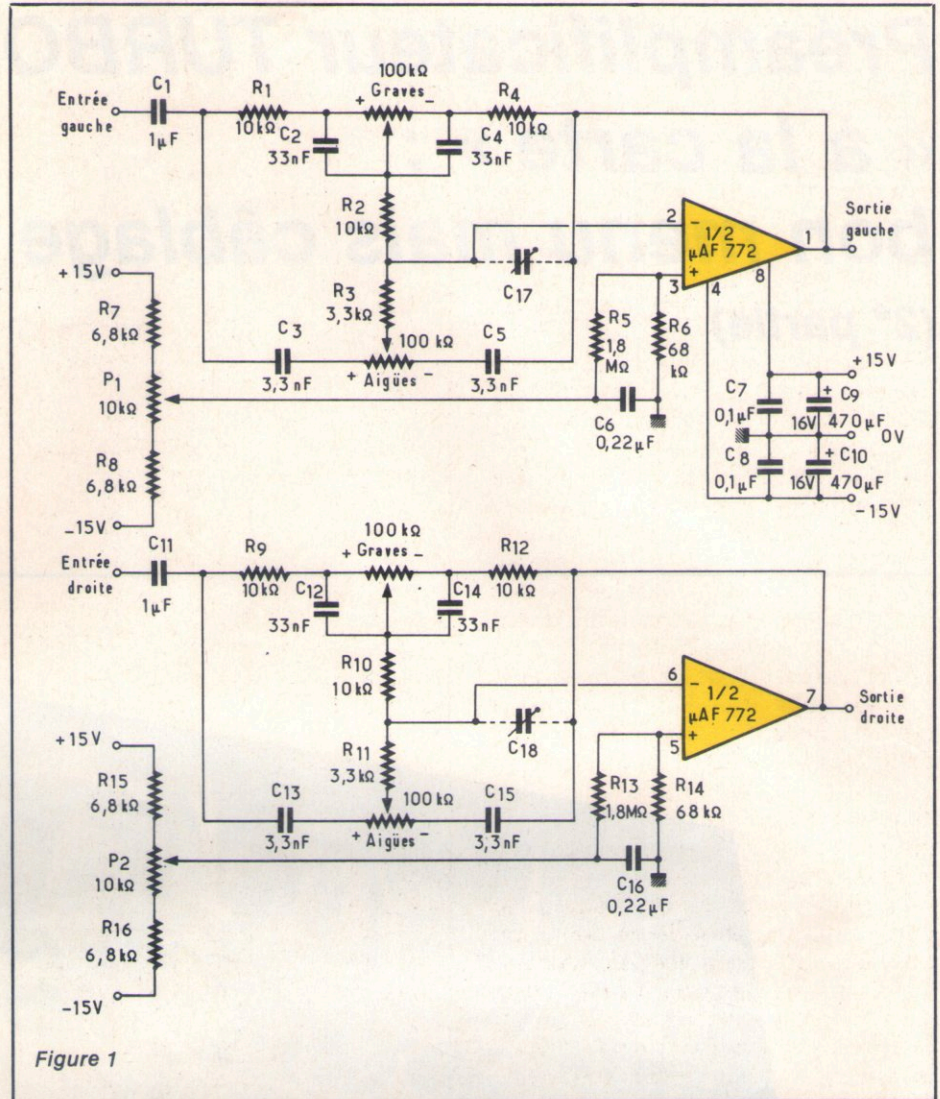 100kΩ
+ Graves -
Entrée
gauche
C1
1µF
R1
10kΩ
C2
33nF
C4
33nF
R4
10kΩ
R2
10kΩ
C17
R3
3,3kΩ
C3
3,3nF
100 kΩ
+ Aigües -
C5
3,3nF
+15V
R7
6,8kΩ
P1
10kΩ
R8
6,8kΩ
-15V
2
-
1/2
µAF 772
+
3
4
8
1
Sortie
gauche
R5
1,8
MΩ
R6
68
kΩ
C6
0,22µF
+15V
C7
0,1µF
+ C9
16V 470µF
0V
C8
0,1µF
+ C10
16V 470µF
-15V
Entrée
droite
C11
1µF
R9
10kΩ
100 kΩ
+ Graves -
C12
33nF
C14
33nF
R12
10 kΩ
R10
10kΩ
C18
R11
3,3kΩ
C13
3,3nF
100kΩ
+ Aigües -
C15
3,3nF
+15V
R15
6,8kΩ
P2
10kΩ
R16
6,8kΩ
-15V
6
-
1/2
µAF 772
+
5
7
Sortie
droite
R13
1,8MΩ
R14
68kΩ
C16
0,22µF
Figure 1